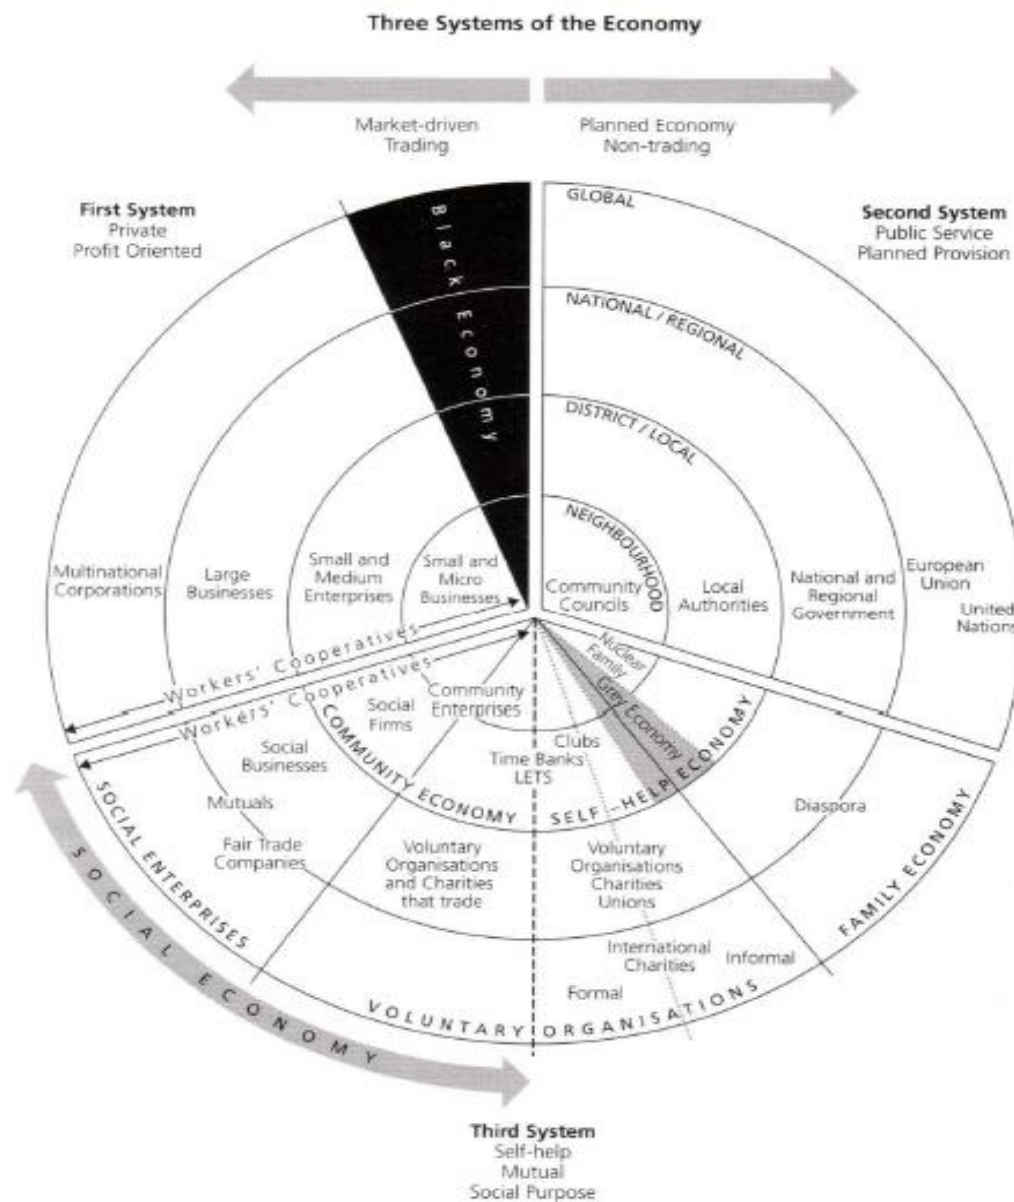 Three Systems of the Economy
Market-driven
Trading
Planned Economy
Non-trading
First System
Private
Profit Oriented
Second System
Public Service
Planned Provision
Black Economy
GLOBAL
NATIONAL / REGIONAL
DISTRICT / LOCAL
NEIGHBOURHOOD
Multinational
Corporations
Large
Businesses
Small and
Medium
Enterprises
Small and
Micro
Businesses
Community
Councils
Local
Authorities
National and
Regional
Government
European
Union
United
Nations
Workers' Cooperatives
Workers' Cooperatives
Nuclear
Family
Grey Economy
Social
Firms
Community
Enterprises
Social
Businesses
Mutuals
Fair Trade
Companies
COMMUNITY ECONOMY
SELF-HELP ECONOMY
Clubs
Time Banks
LETS
Diaspora
Voluntary
Organisations
and Charities
that trade
Voluntary
Organisations
Charities
Unions
International
Charities
Informal
Formal
SOCIAL ENTERPRISES
VOLUNTARY ORGANISATIONS
FAMILY ECONOMY
SOCIAL ECONOMY
Third System
Self-help
Mutual
Social Purpose